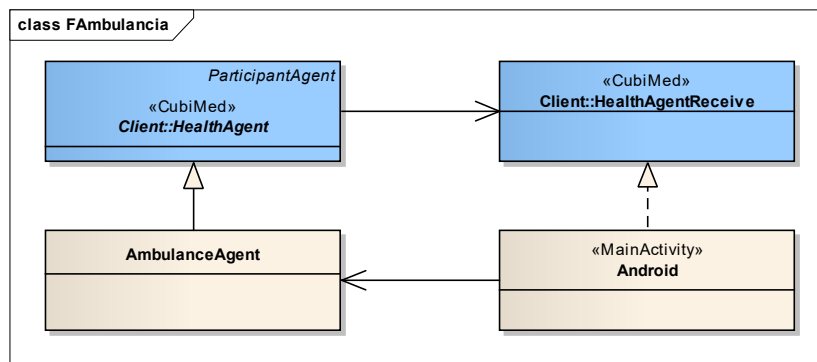 class FAmbulancia
ParticipantAgent
«CubiMed»
Client::HealthAgent
«CubiMed»
Client::HealthAgentReceive
AmbulanceAgent
«MainActivity»
Android